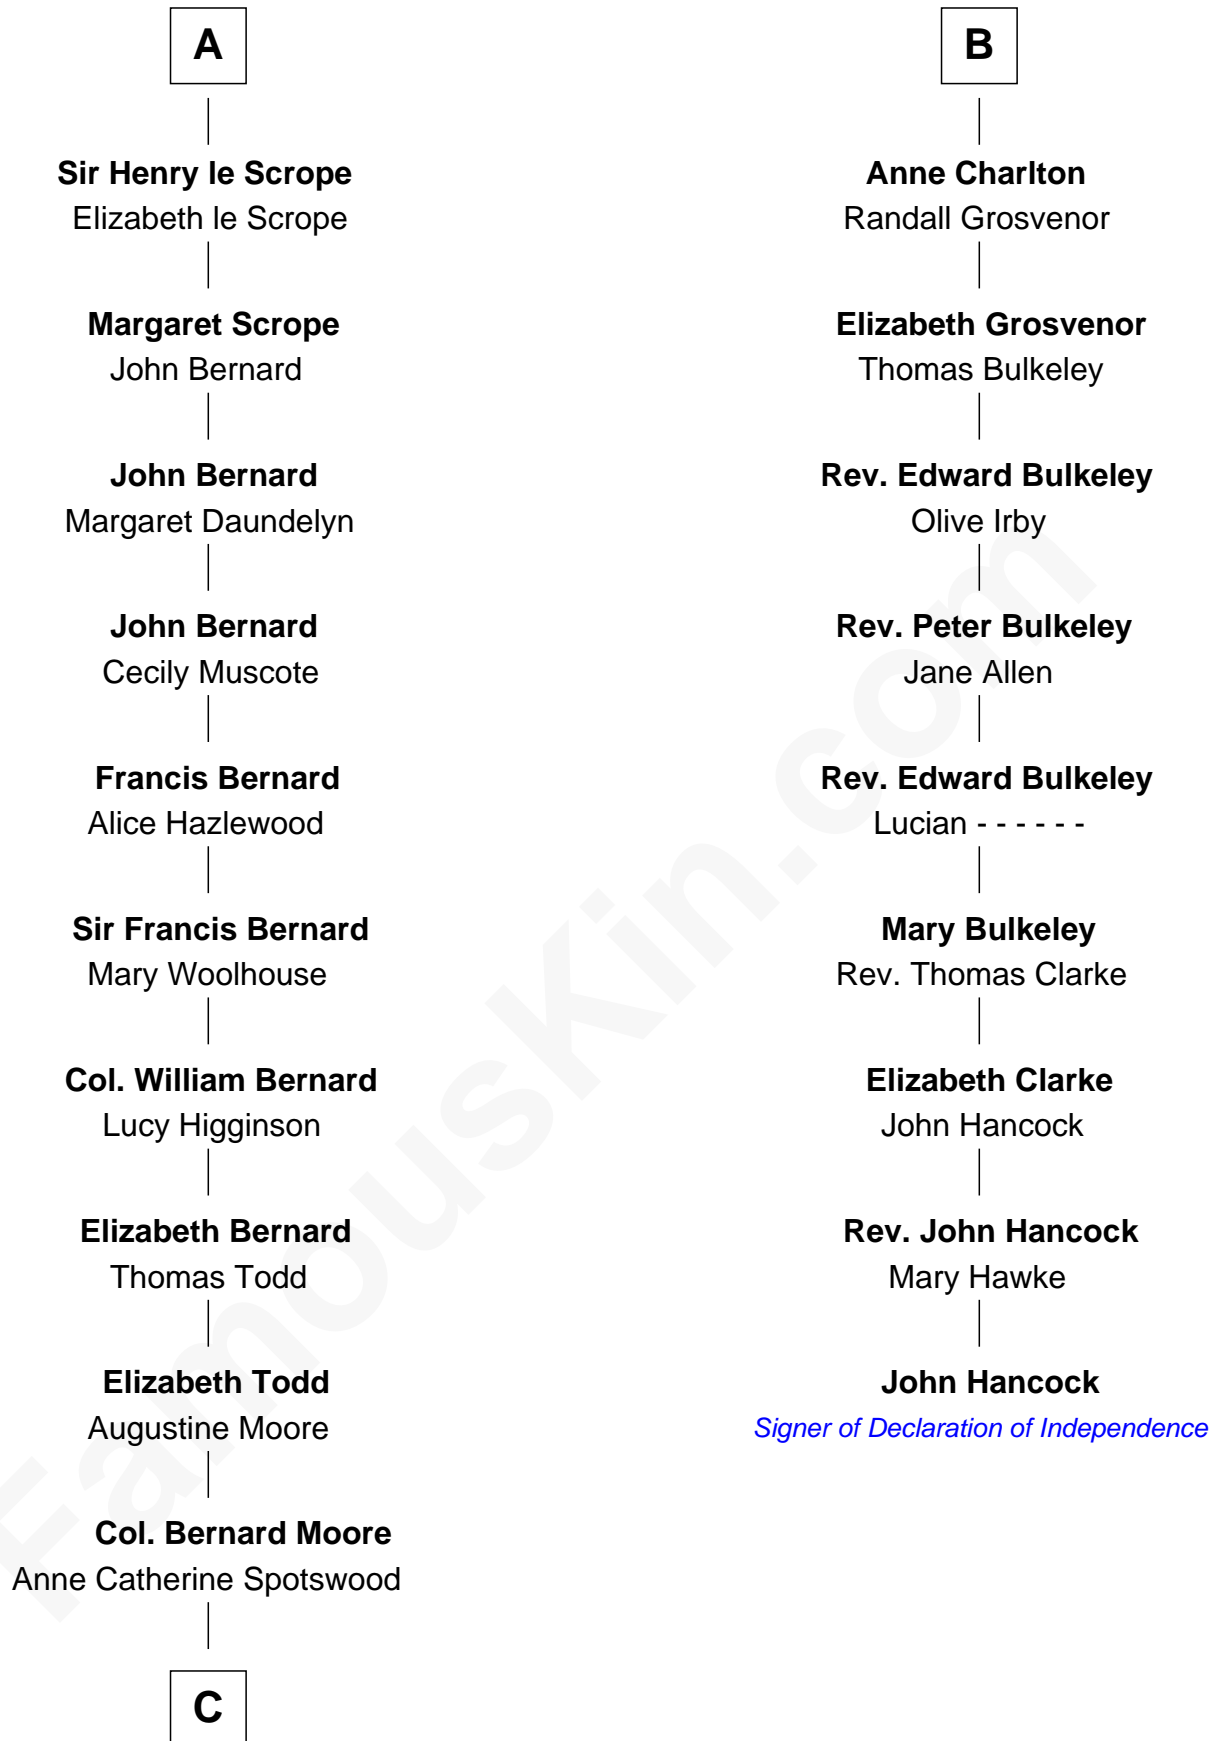 A
Sir Henry le Scrope
Elizabeth le Scrope
Margaret Scrope
John Bernard
John Bernard
Margaret Daundelyn
John Bernard
Cecily Muscote
Francis Bernard
Alice Hazlewood
Sir Francis Bernard
Mary Woolhouse
Col. William Bernard
Lucy Higginson
Elizabeth Bernard
Thomas Todd
Elizabeth Todd
Augustine Moore
Col. Bernard Moore
Anne Catherine Spotswood
C
B
Anne Charlton
Randall Grosvenor
Elizabeth Grosvenor
Thomas Bulkeley
Rev. Edward Bulkeley
Olive Irby
Rev. Peter Bulkeley
Jane Allen
Rev. Edward Bulkeley
Lucian - - - - - -
Mary Bulkeley
Rev. Thomas Clarke
Elizabeth Clarke
John Hancock
Rev. John Hancock
Mary Hawke
John Hancock
Signer of Declaration of Independence
FamousKin.com